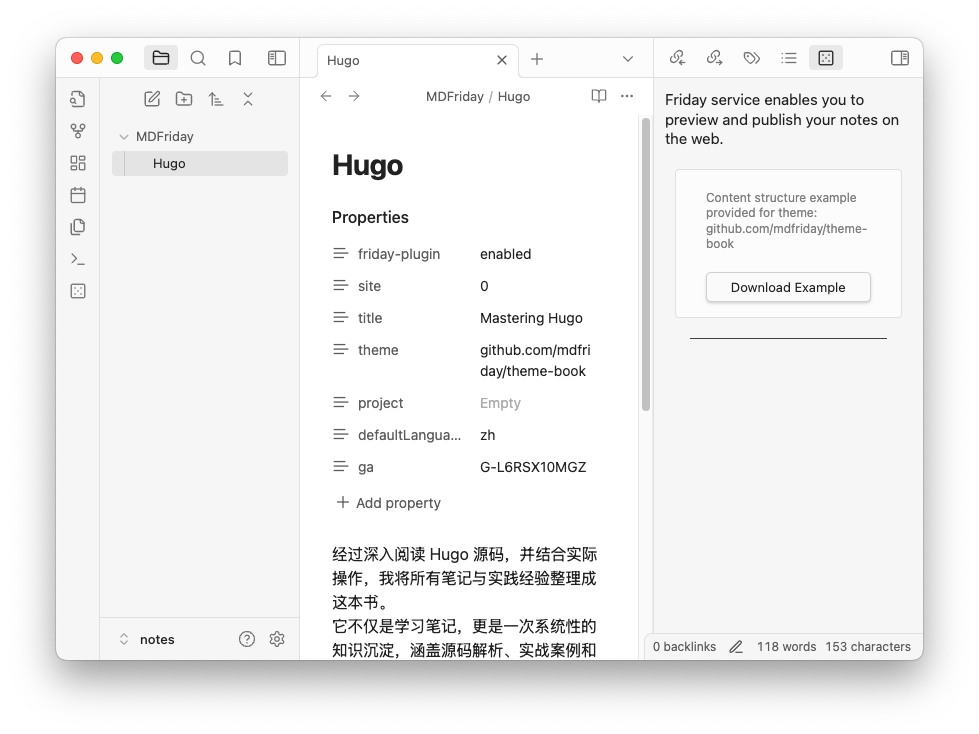 Hugo
MDFriday / Hugo
MDFriday
Hugo
notes
Hugo
Properties
friday-plugin enabled
site 0
title Mastering Hugo
theme github.com/mdfri
day/theme-book
project Empty
defaultLangua... zh
ga G-L6RSX10MGZ
Add property
经过深入阅读 Hugo 源码，并结合实际
操作，我将所有笔记与实践经验整理成
这本书。
它不仅是学习笔记，更是一次系统性的
知识沉淀，涵盖源码解析、实战案例和
Friday service enables you to
preview and publish your notes on
the web.
Content structure example
provided for theme:
github.com/mdfriday/theme-
book
Download Example
0 backlinks 118 words 153 characters